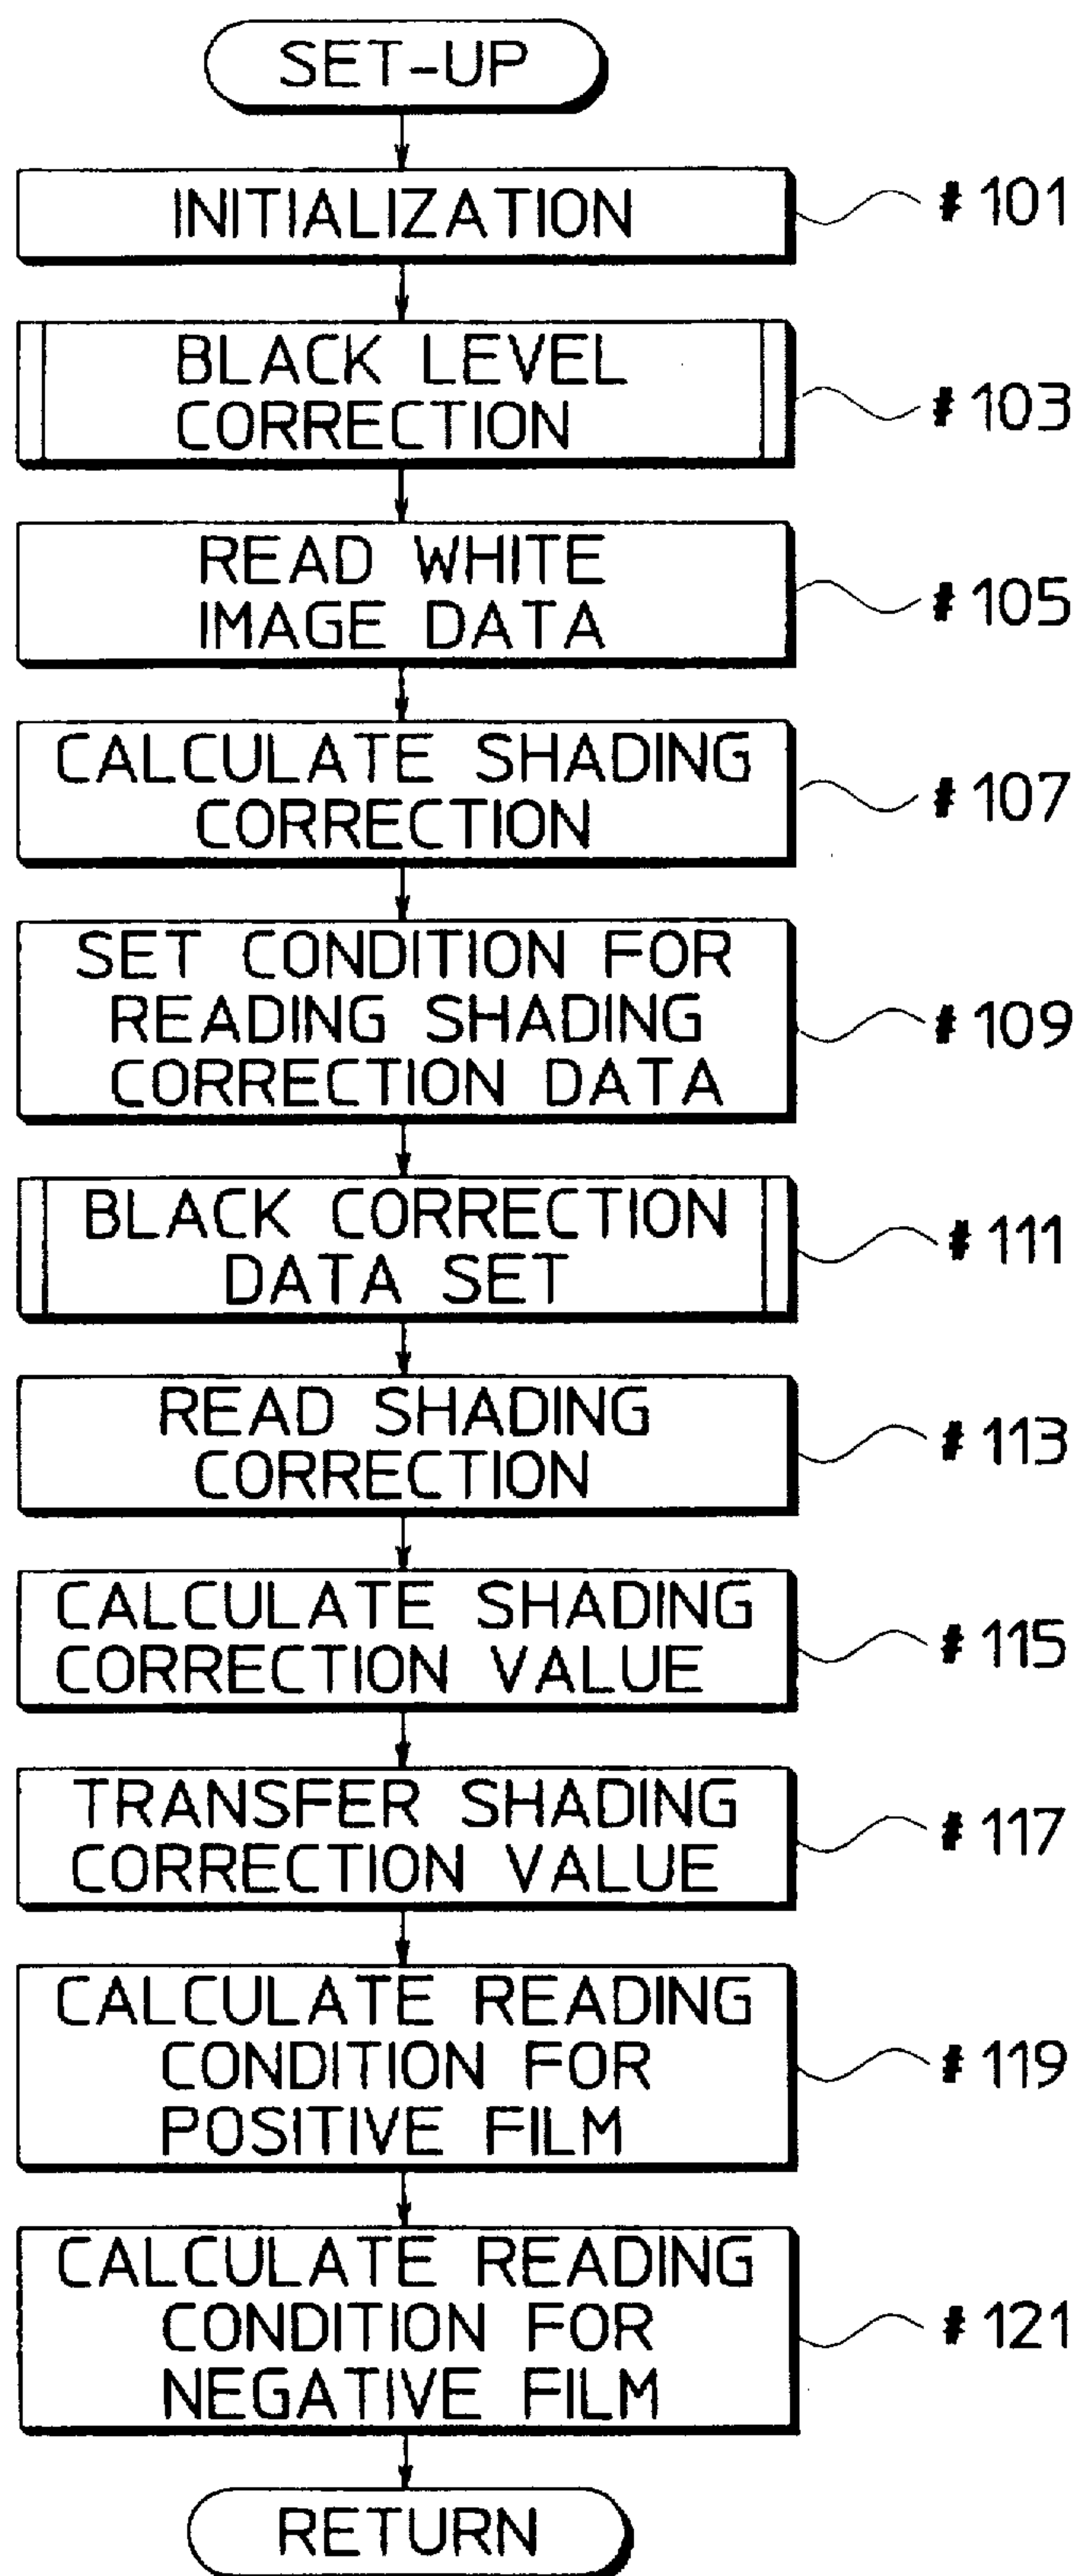 SET-UP
INITIALIZATION
# 101
BLACK LEVEL
CORRECTION
# 103
READ WHITE
IMAGE DATA
# 105
CALCULATE SHADING
CORRECTION
# 107
SET CONDITION FOR
READING SHADING
CORRECTION DATA
# 109
BLACK CORRECTION
DATA SET
# 111
READ SHADING
CORRECTION
# 113
CALCULATE SHADING
CORRECTION VALUE
# 115
TRANSFER SHADING
CORRECTION VALUE
# 117
CALCULATE READING
CONDITION FOR
POSITIVE FILM
# 119
CALCULATE READING
CONDITION FOR
NEGATIVE FILM
# 121
RETURN